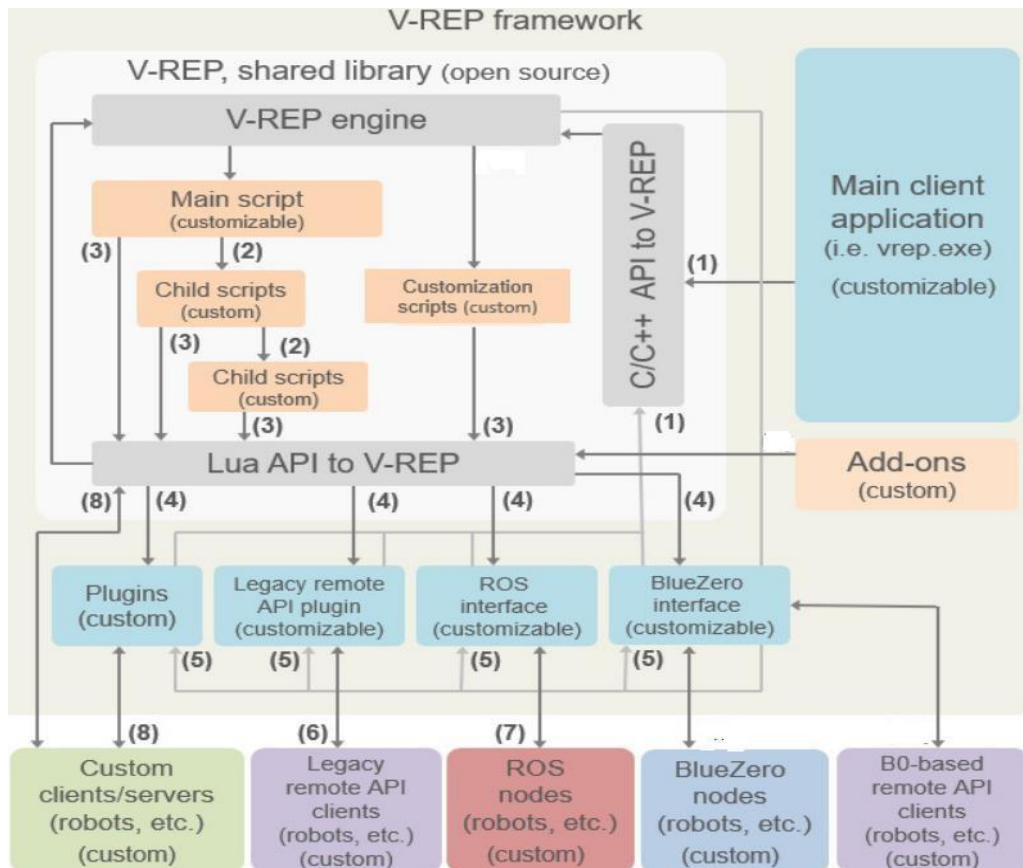 V-REP framework
V-REP, shared library (open source)
V-REP engine
Main script
(customizable)
(3)
(2)
Child scripts
(custom)
(3)
(2)
Child scripts
(custom)
(3)
Customization
scripts (custom)
(3)
C/C++ API to V-REP
(1)
(1)
Main client
application
(i.e. vrep.exe)
(customizable)
Lua API to V-REP
Add-ons
(custom)
(8)
(4)
(4)
(4)
(4)
Plugins
(custom)
Legacy remote
API plugin
(customizable)
ROS
interface
(customizable)
BlueZero
interface
(customizable)
(5)
(5)
(5)
(5)
(8)
(6)
(7)
Custom
clients/servers
(robots, etc.)
(custom)
Legacy
remote API
clients
(robots, etc.)
(custom)
ROS
nodes
(robots, etc.)
(custom)
BlueZero
nodes
(robots, etc.)
(custom)
B0-based
remote API
clients
(robots, etc.)
(custom)